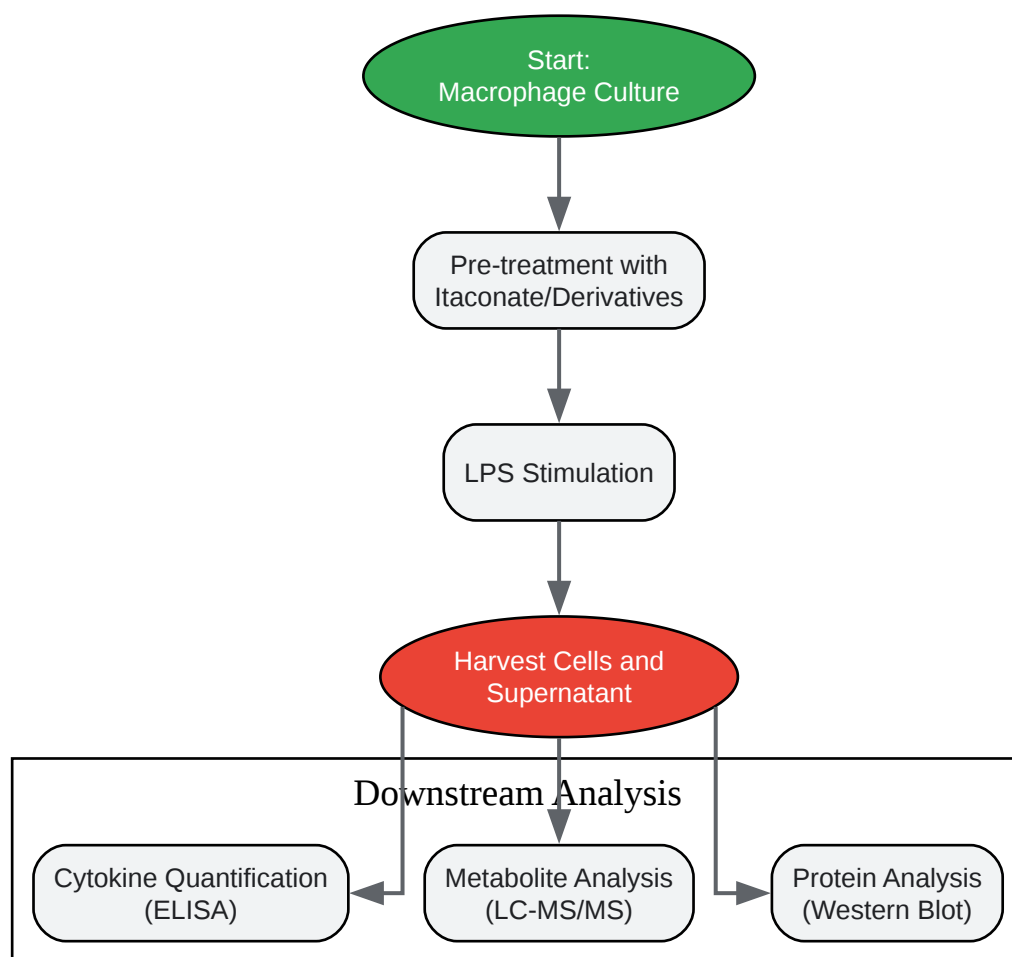 Start:
Macrophage Culture
Pre-treatment with
Itaconate/Derivatives
LPS Stimulation
Harvest Cells and
Supernatant
Downstream Analysis
Cytokine Quantification
(ELISA)
Metabolite Analysis
(LC-MS/MS)
Protein Analysis
(Western Blot)